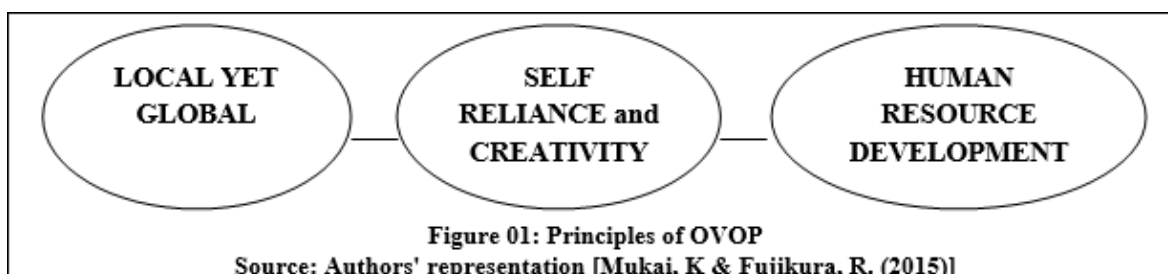 LOCAL YET
GLOBAL
SELF
RELIANCE and
CREATIVITY
HUMAN
RESOURCE
DEVELOPMENT
Figure 01: Principles of OVOP
Source: Authors' representation [Mukai, K & Fujikura, R. (2015)]